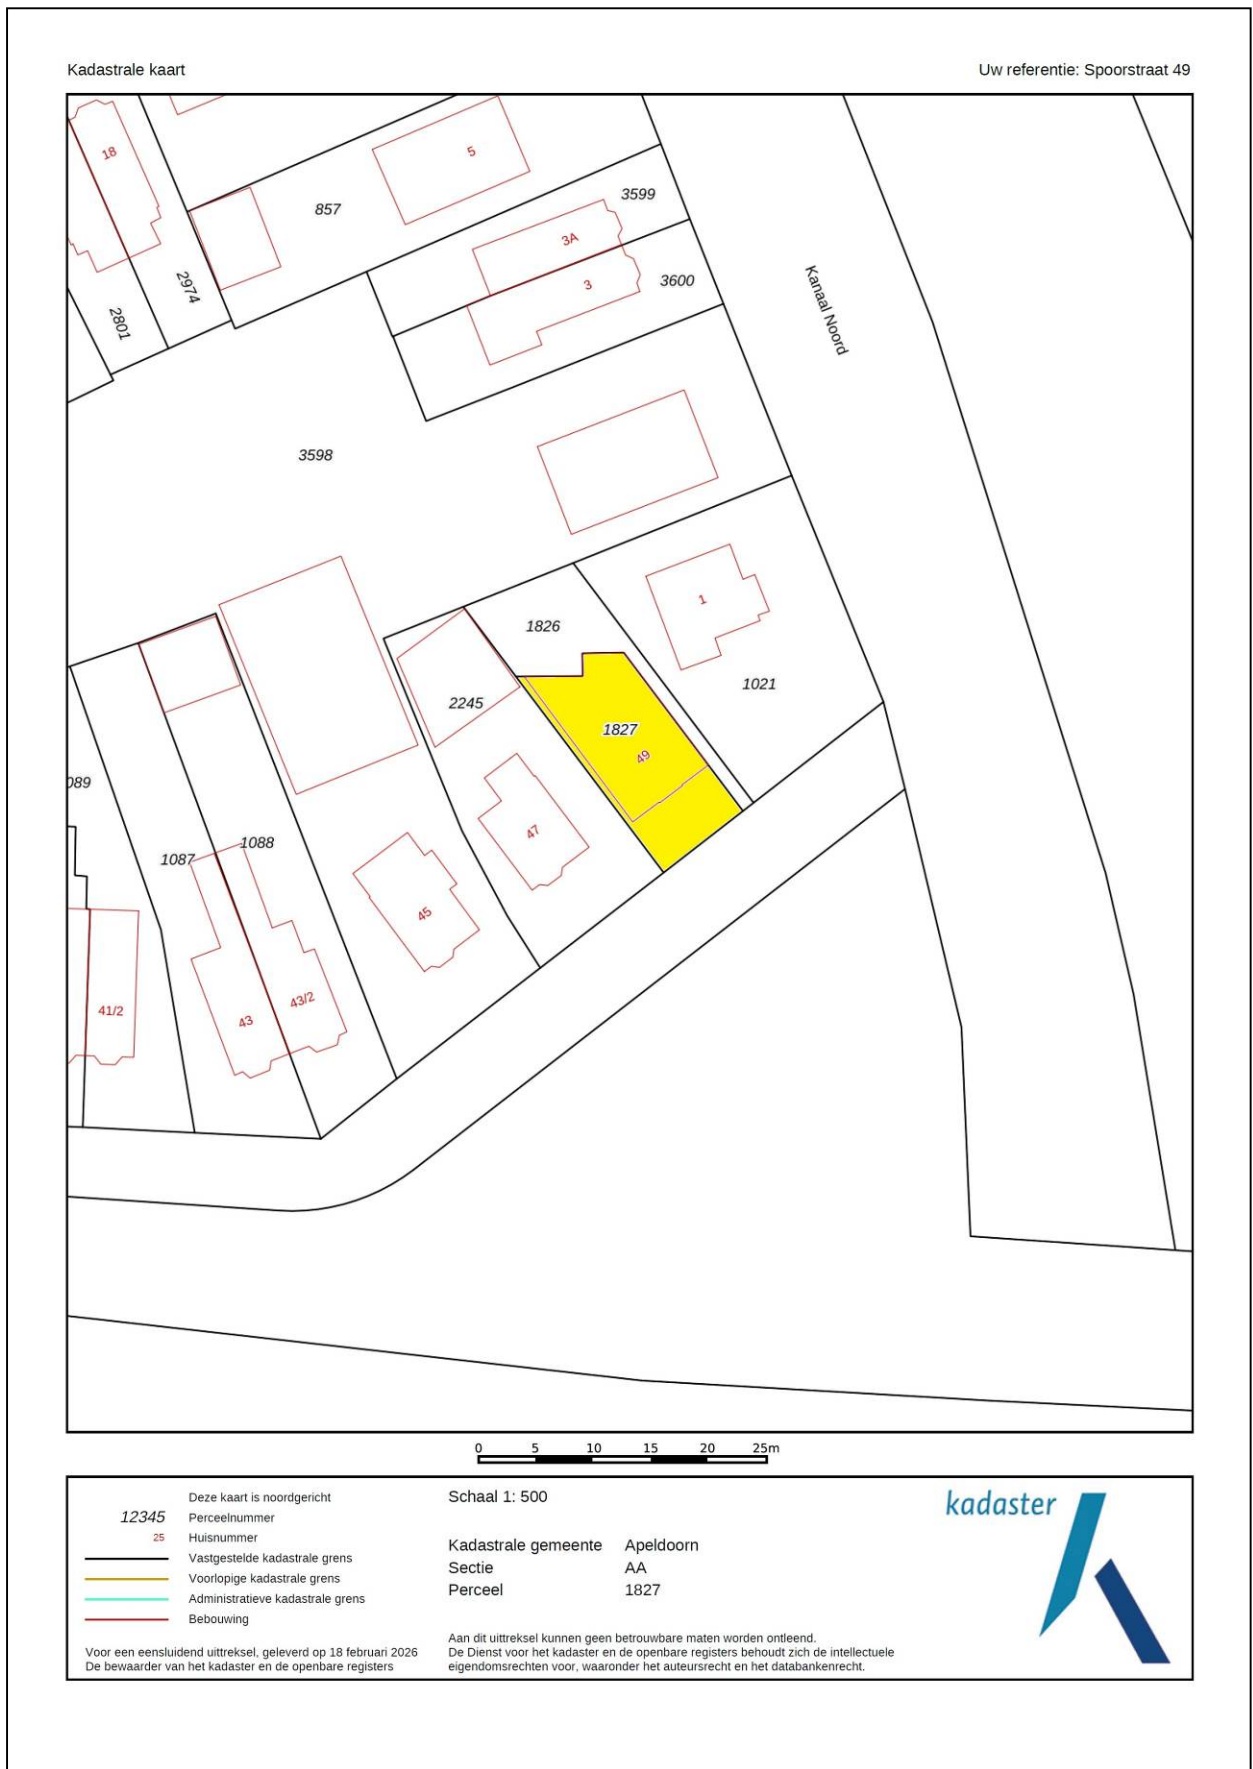 Kadastrale kaart
Uw referentie: Spoorstraat 49
18
5
857
3599
3A
3
3600
2974
2801
Kanaal Noord
3598
1
1826
1021
2245
1827
49
089
47
1088
1087
45
41/2
43/2
43
0 5 10 15 20 25m
Deze kaart is noordgericht
12345 Perceelnummer
25 Huisnummer
Vastgestelde kadastrale grens
Voorlopige kadastrale grens
Administratieve kadastrale grens
Bebouwing
Voor een eensluidend uittreksel, geleverd op 18 februari 2026
De bewaarder van het kadaster en de openbare registers
Schaal 1: 500
Kadastrale gemeente Apeldoorn
Sectie AA
Perceel 1827
Aan dit uittreksel kunnen geen betrouwbare maten worden ontleend.
De Dienst voor het kadaster en de openbare registers behoudt zich de intellectuele
eigendomsrechten voor, waaronder het auteursrecht en het databankenrecht.
kadaster